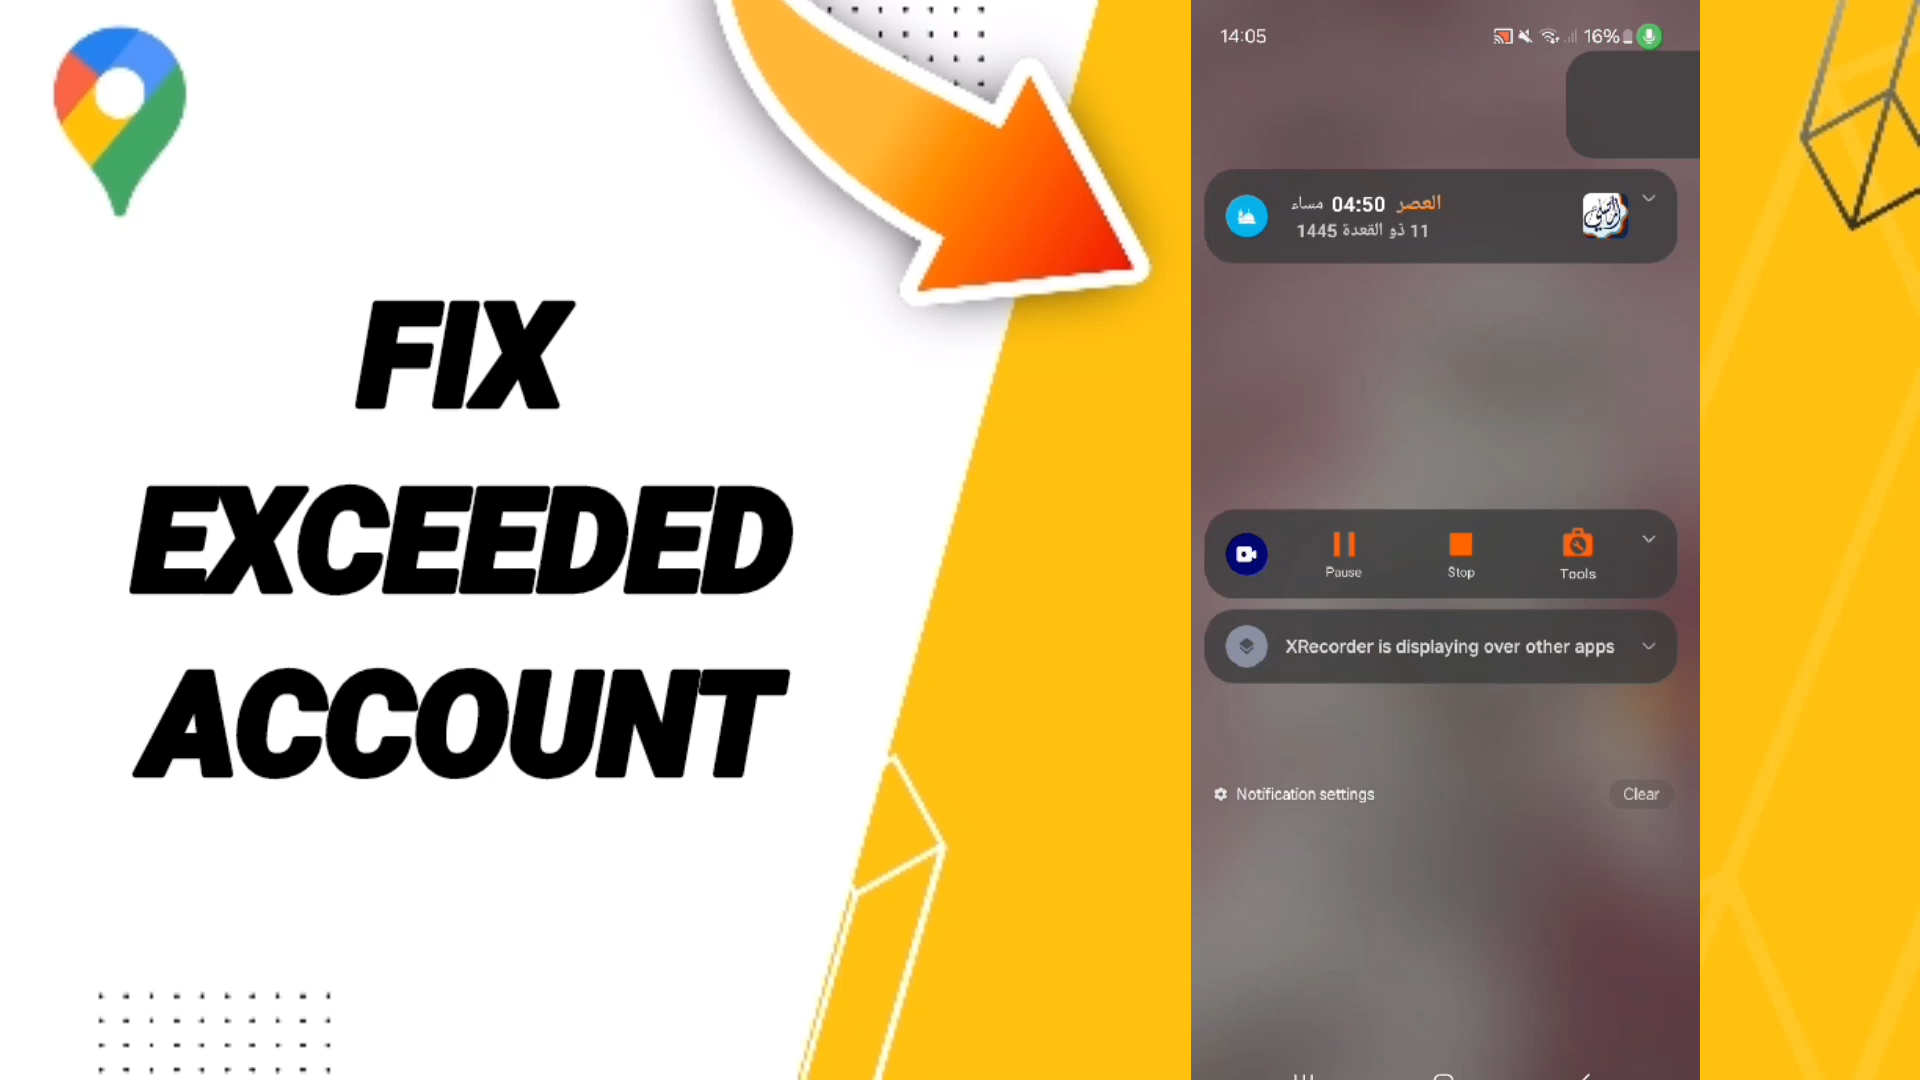 FIX
EXCEEDED
ACCOUNT
14:05
16%
العصر 04:50 مساء
11 ذو القعدة 1445
Pause
Stop
Tools
XRecorder is displaying over other apps
Notification settings
Clear